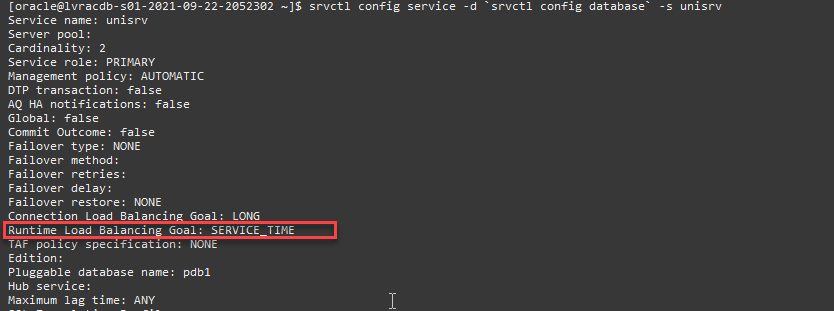 [oracle@lvracdb-s01-2021-09-22-2052302 ~]$ srvctl config service -d `srvctl config database` -s unisrv
Service name: unisrv
Server pool:
Cardinality: 2
Service role: PRIMARY
Management policy: AUTOMATIC
DTP transaction: false
AQ HA notifications: false
Global: false
Commit Outcome: false
Failover type: NONE
Failover method:
Failover retries:
Failover delay:
Failover restore: NONE
Connection Load Balancing Goal: LONG
Runtime Load Balancing Goal: SERVICE_TIME
TAF policy specification: NONE
Edition:
Pluggable database name: pdb1
Hub service:
Maximum lag time: ANY